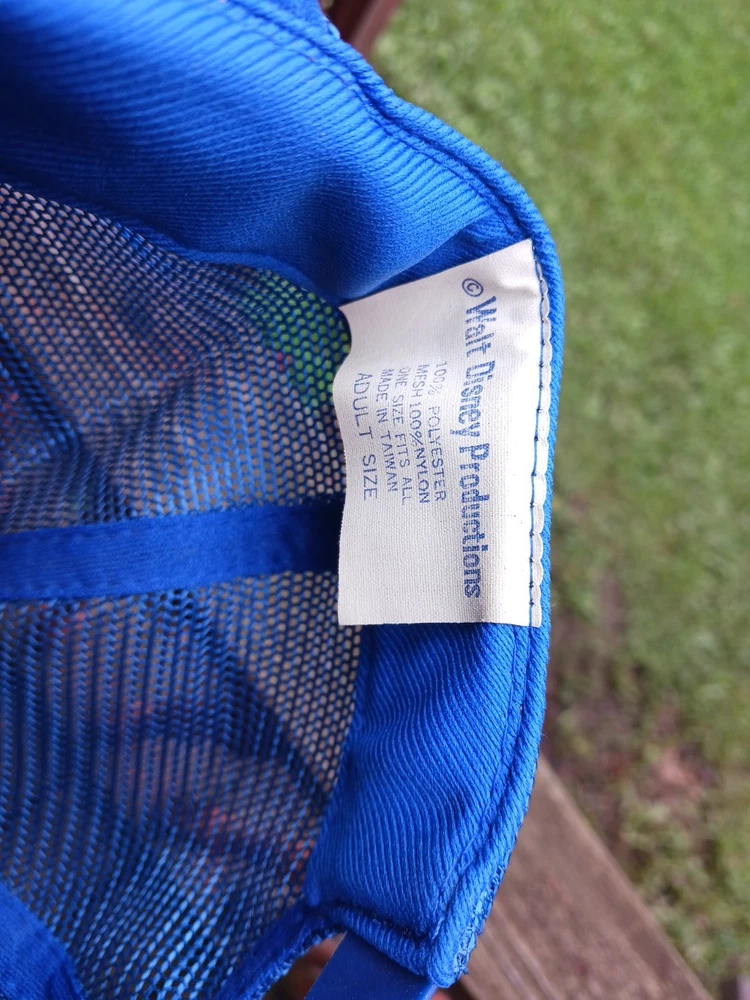 © Walt Disney Productions
100% POLYESTER
MESH 100% NYLON
ONE SIZE FITS ALL
MADE IN TAIWAN
ADULT SIZE